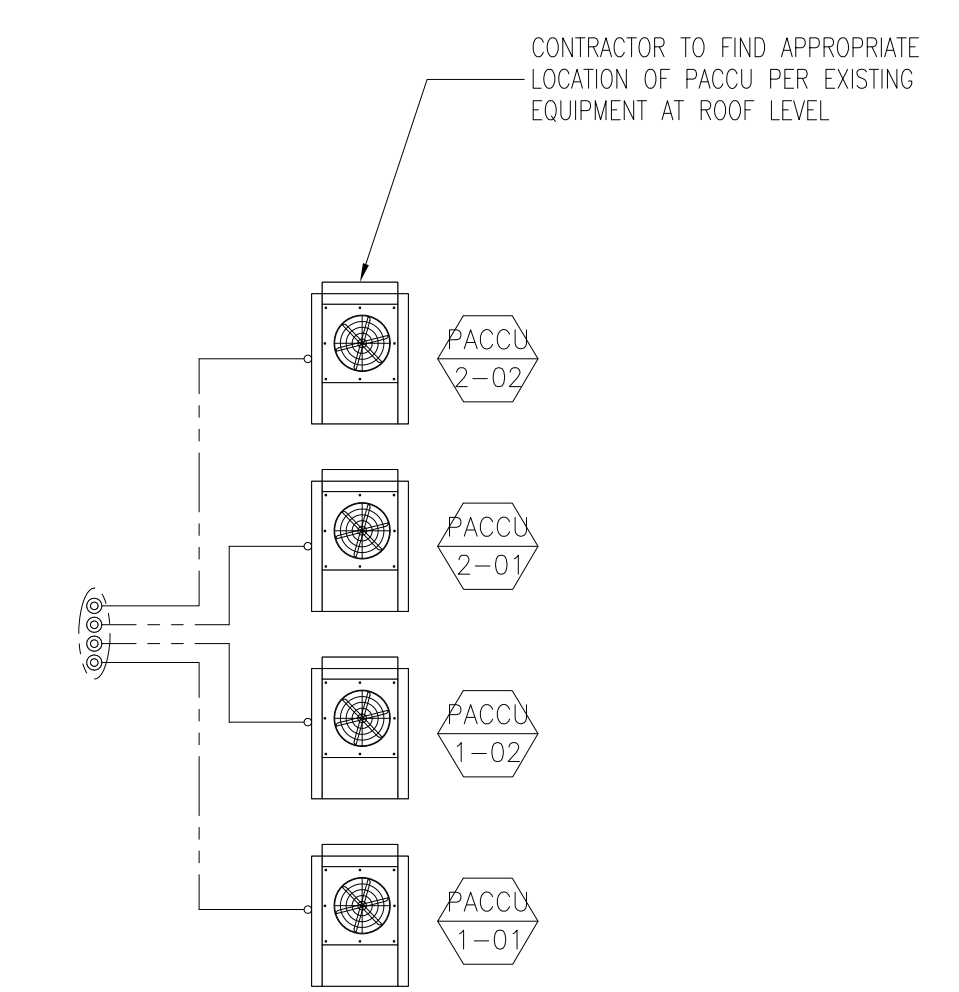 CONTRACTOR TO FIND APPROPRIATE
LOCATION OF PACCU PER EXISTING
EQUIPMENT AT ROOF LEVEL
PACCU
2-02
PACCU
2-01
PACCU
1-02
PACCU
1-01